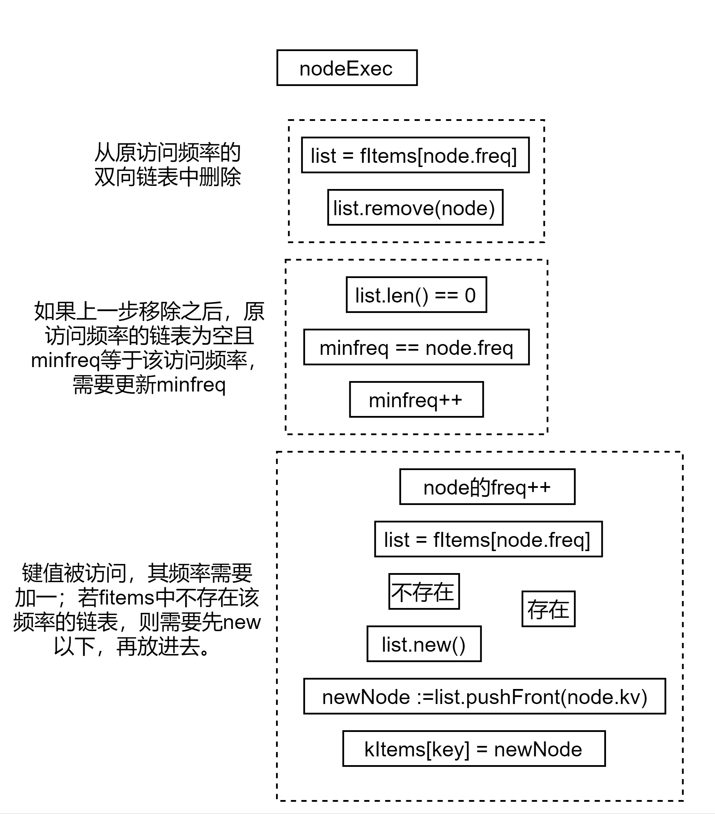 nodeExec
从原访问频率的
双向链表中删除
list = fItems[node.freq]
list.remove(node)
如果上一步移除之后，原
访问频率的链表为空且
minfreq等于该访问频率，
需要更新minfreq
list.len() == 0
minfreq == node.freq
minfreq++
键值被访问，其频率需要
加一；若fitems中不存在该
频率的链表，则需要先new
以下，再放进去。
node的freq++
list = fItems[node.freq]
不存在
存在
list.new()
newNode :=list.pushFront(node.kv)
kItems[key] = newNode